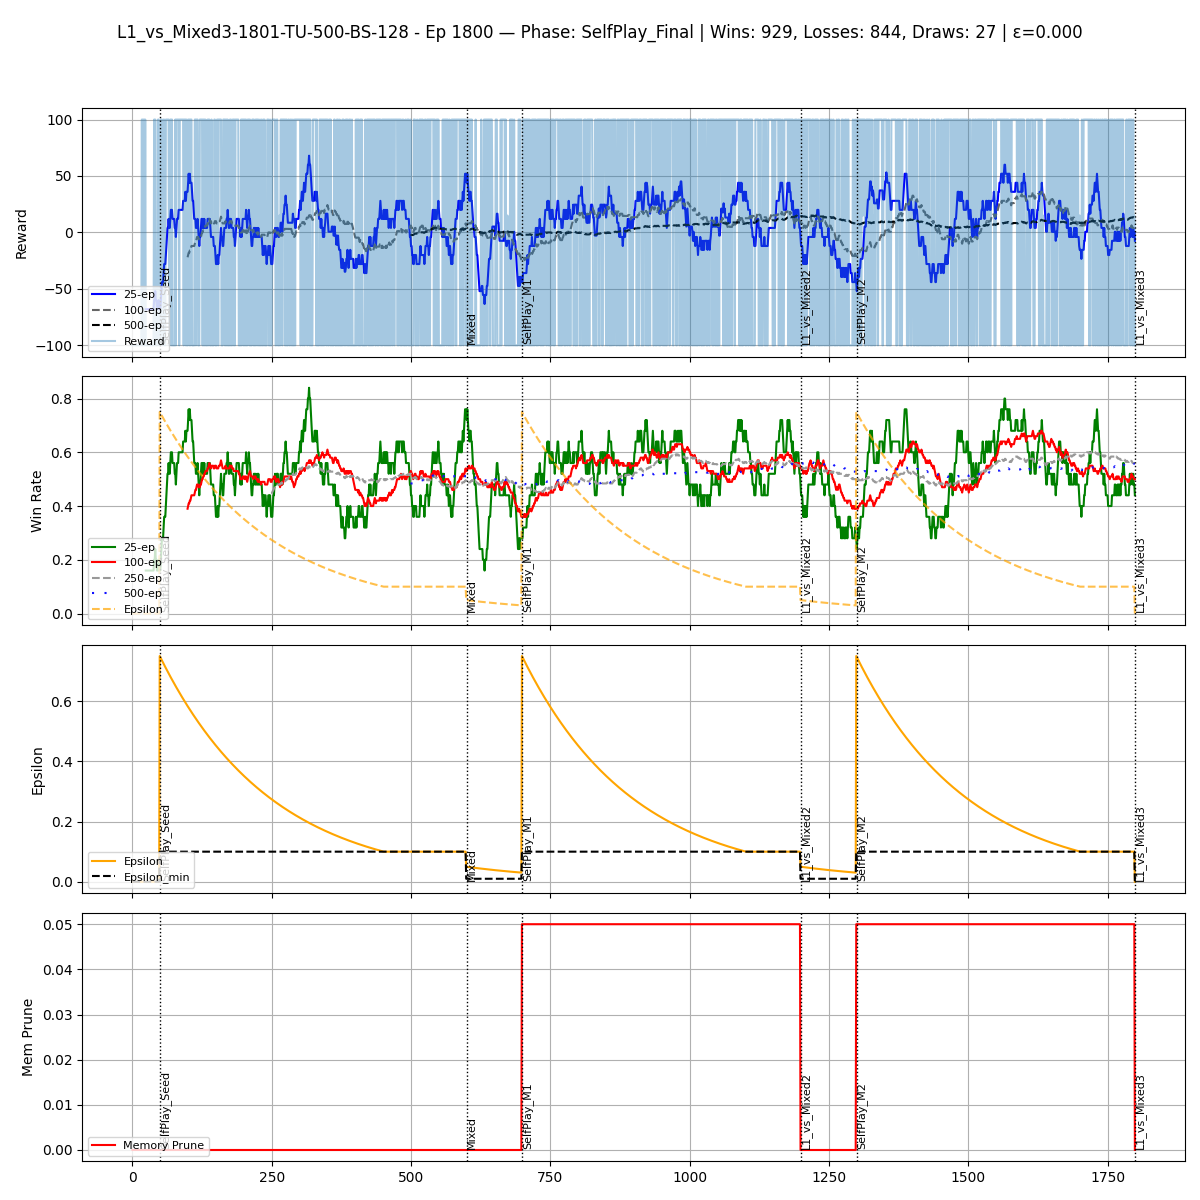 L1_vs_Mixed3-1801-TU-500-BS-128 - Ep 1800 — Phase: SelfPlay_Final | Wins: 929, Losses: 844, Draws: 27 | ε=0.000
Reward
100
50
0
−50
−100
25-ep
100-ep
500-ep
Reward
SelfPlay_Seed
Mixed
SelfPlay_M1
L1_vs_Mixed2
SelfPlay_M2
L1_vs_Mixed3
Win Rate
0.8
0.6
0.4
0.2
0.0
25-ep
100-ep
250-ep
500-ep
Epsilon
SelfPlay_Seed
Mixed
SelfPlay_M1
L1_vs_Mixed2
SelfPlay_M2
L1_vs_Mixed3
Epsilon
0.6
0.4
0.2
0.0
Epsilon
Epsilon_min
SelfPlay_Seed
Mixed
SelfPlay_M1
L1_vs_Mixed2
SelfPlay_M2
L1_vs_Mixed3
Mem Prune
0.05
0.04
0.03
0.02
0.01
0.00
Memory Prune
SelfPlay_Seed
Mixed
SelfPlay_M1
L1_vs_Mixed2
SelfPlay_M2
L1_vs_Mixed3
0 250 500 750 1000 1250 1500 1750